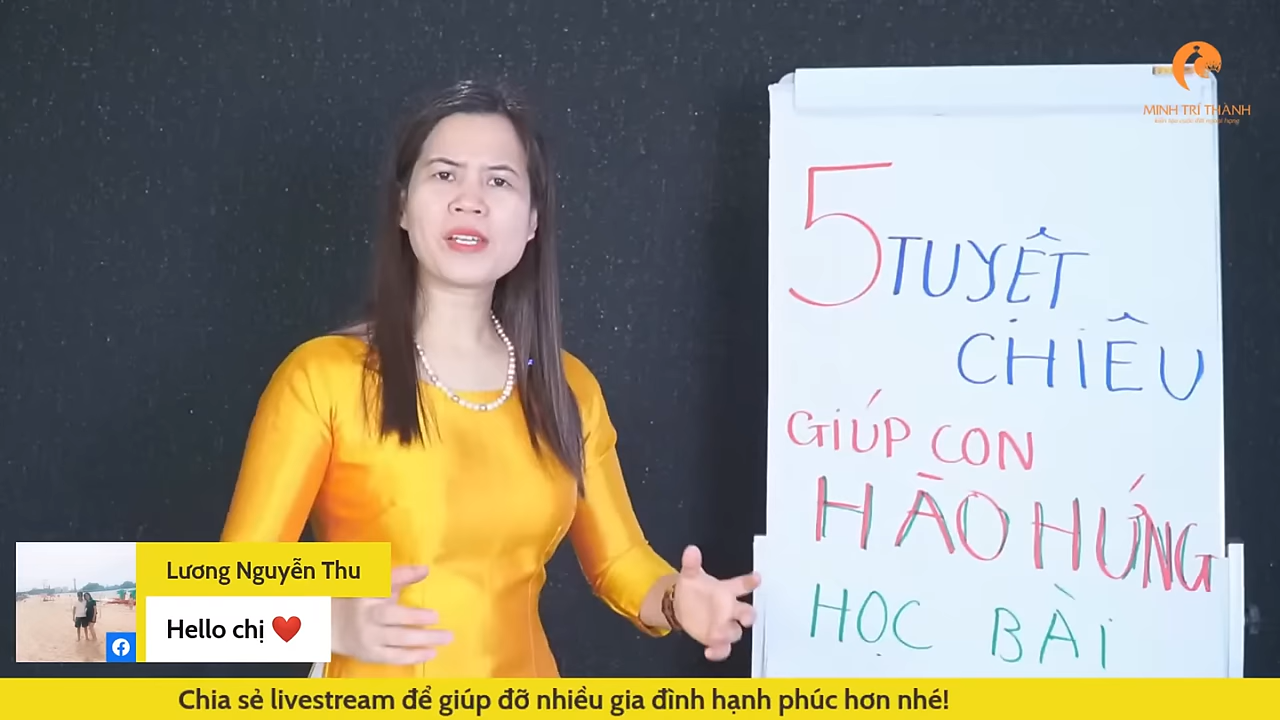 MINH TRÍ THÀNH
5 TUYỆT
CHIÊU
GIÚP CON
HÀO HỨNG
HỌC BÀI
Lương Nguyễn Thu
Hello chị ❤️
Chia sẻ livestream để giúp đỡ nhiều gia đình hạnh phúc hơn nhé!